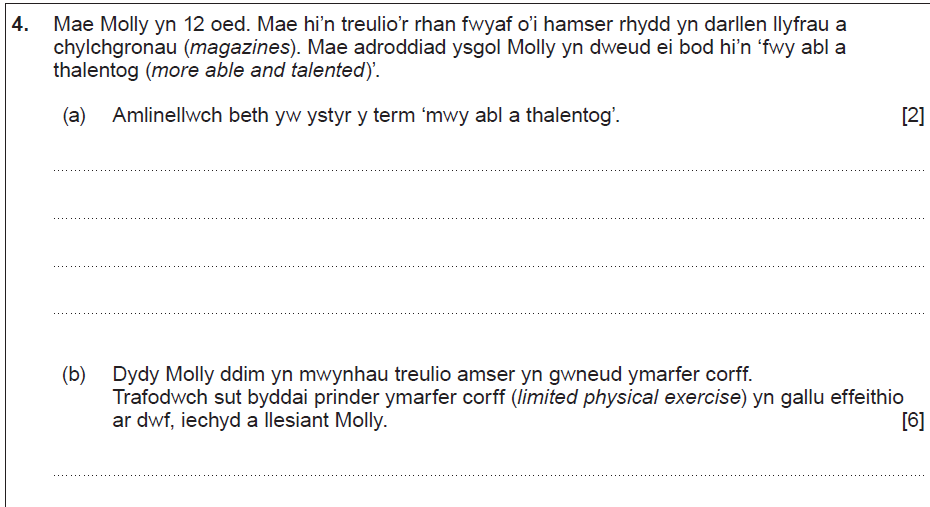 4. Mae Molly yn 12 oed. Mae hi'n treulio'r rhan fwyaf o'i hamser rhydd yn darllen llyfrau a
chylchgronau (magazines). Mae adroddiad ysgol Molly yn dweud ei bod hi'n ‘fwy abl a
thalentog (more able and talented)’.
(a) Amlinellwch beth yw ystyr y term ‘mwy abl a thalentog’. [2]
(b) Dydy Molly ddim yn mwynhau treulio amser yn gwneud ymarfer corff.
Trafodwch sut byddai prinder ymarfer corff (limited physical exercise) yn gallu effeithio
ar dwf, iechyd a llesiant Molly. [6]